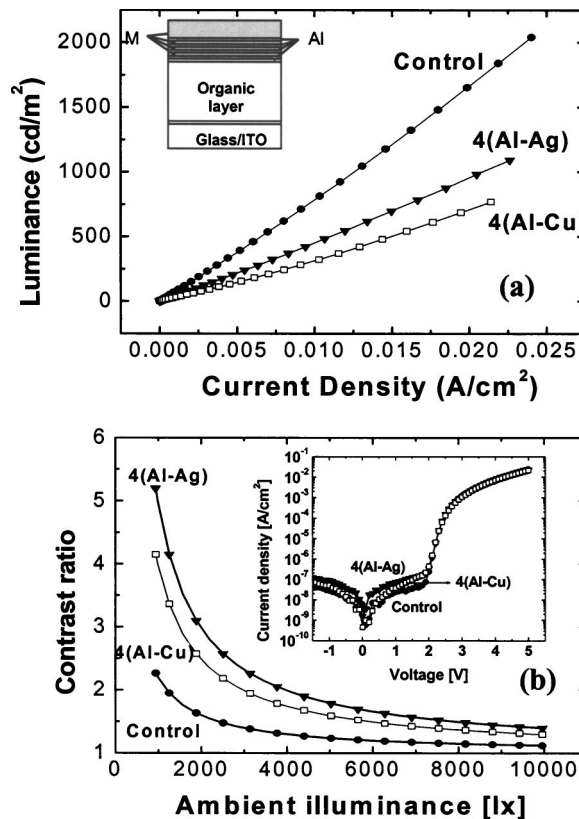 M
Al
Organic
layer
Glass/ITO
Control
4(Al-Ag)
4(Al-Cu
(a)
2000
1500
1000
500
0
Luminance (cd/m²)
0.000 0.005 0.010 0.015 0.020 0.025
Current Density (A/cm²)
6
5
4
3
2
1
Contrast ratio
4(Al-Ag)
4(Al-Cu)
Control
10⁻¹
10⁻²
10⁻³
10⁻⁴
10⁻⁵
10⁻⁶
10⁻⁷
10⁻⁸
10⁻⁹
10⁻¹⁰
Current density [A/cm²]
4(Al-Ag)
4(Al-Cu)
Control
-1 0 1 2 3 4 5
Voltage [V]
(b)
0 2000 4000 6000 8000 10000
Ambient illuminance [lx]